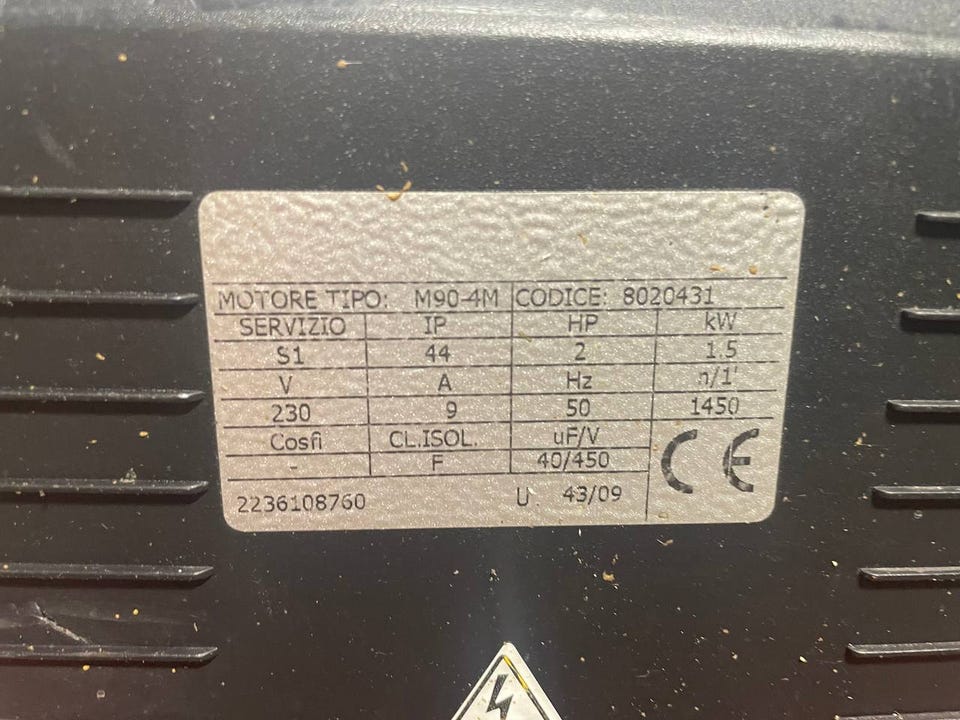 MOTORE TIPO: M90-4M CODICE: 8020431
SERVIZIO IP HP kW
S1 44 2 1.5
V A Hz n/1'
230 9 50 1450
Cosfi CL.ISOL. uF/V
- F 40/450
CE
2236108760 U 43/09